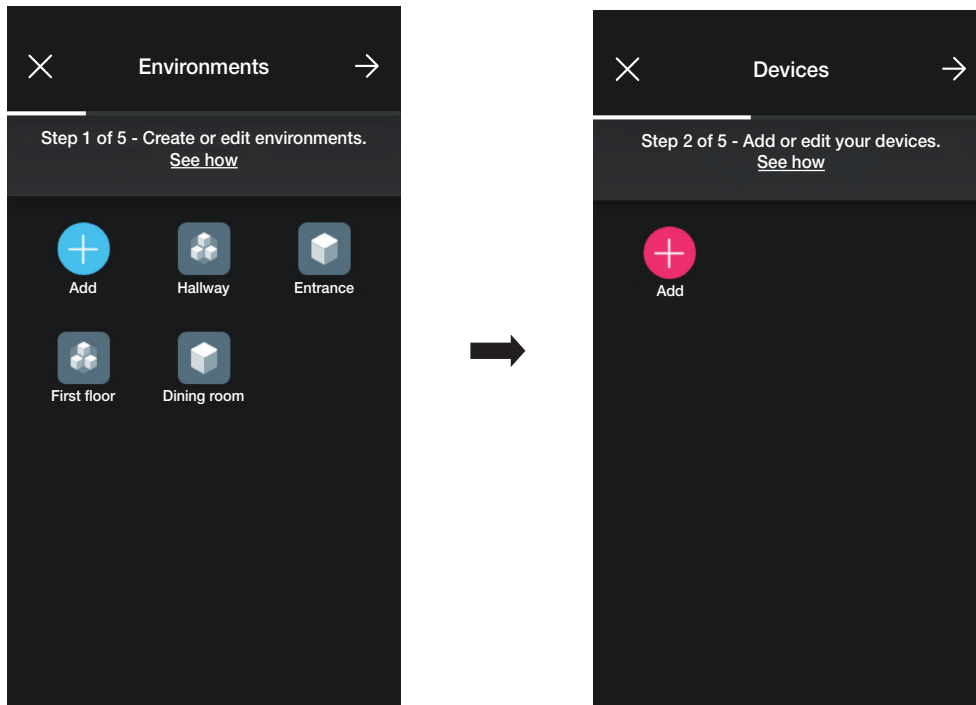 Environments
Step 1 of 5 - Create or edit environments.
See how
Add
Hallway
Entrance
First floor
Dining room
Devices
Step 2 of 5 - Add or edit your devices.
See how
Add